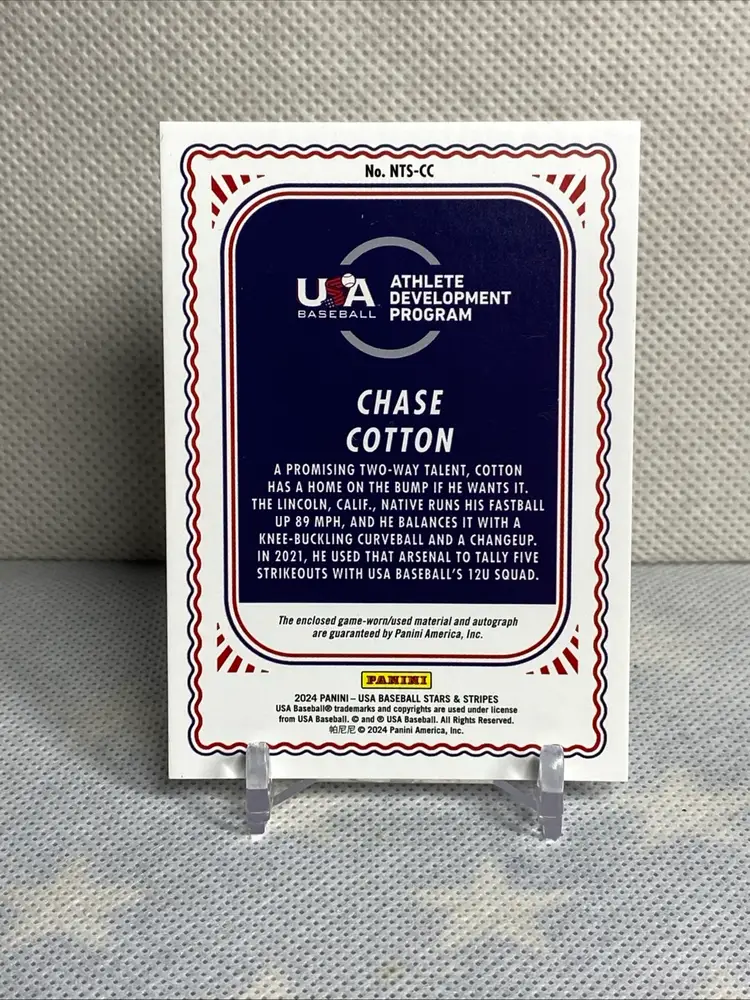 No. NTS-CC
USA
BASEBALL
ATHLETE
DEVELOPMENT
PROGRAM
CHASE
COTTON
A PROMISING TWO-WAY TALENT, COTTON
HAS A HOME ON THE BUMP IF HE WANTS IT.
THE LINCOLN, CALIF., NATIVE RUNS HIS FASTBALL
UP 89 MPH, AND HE BALANCES IT WITH A
KNEE-BUCKLING CURVEBALL AND A CHANGEUP.
IN 2021, HE USED THAT ARSENAL TO TALLY FIVE
STRIKEOUTS WITH USA BASEBALL'S 12U SQUAD.
The enclosed game-worn/used material and autograph
are guaranteed by Panini America, Inc.
PANINI
2024 PANINI – USA BASEBALL STARS & STRIPES
USA Baseball® trademarks and copyrights are used under license
from USA Baseball. © and ® USA Baseball. All Rights Reserved.
帕尼尼 © 2024 Panini America, Inc.